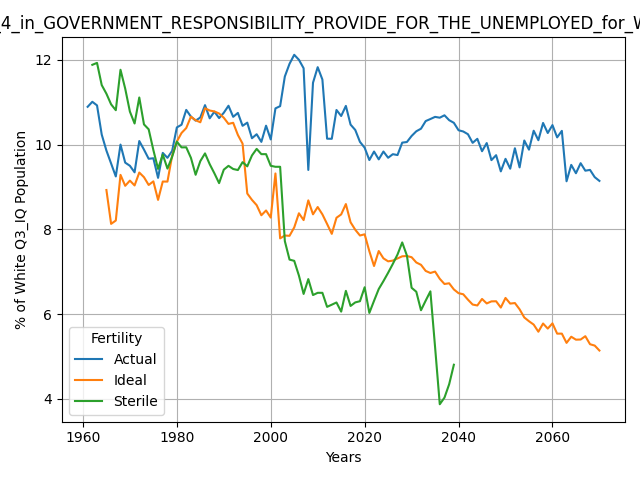 _4_in_GOVERNMENT_RESPONSIBILITY_PROVIDE_FOR_THE_UNEMPLOYED_for_W
% of White Q3_IQ Population
12
10
8
6
4
Fertility
Actual
Ideal
Sterile
1960 1980 2000 2020 2040 2060
Years